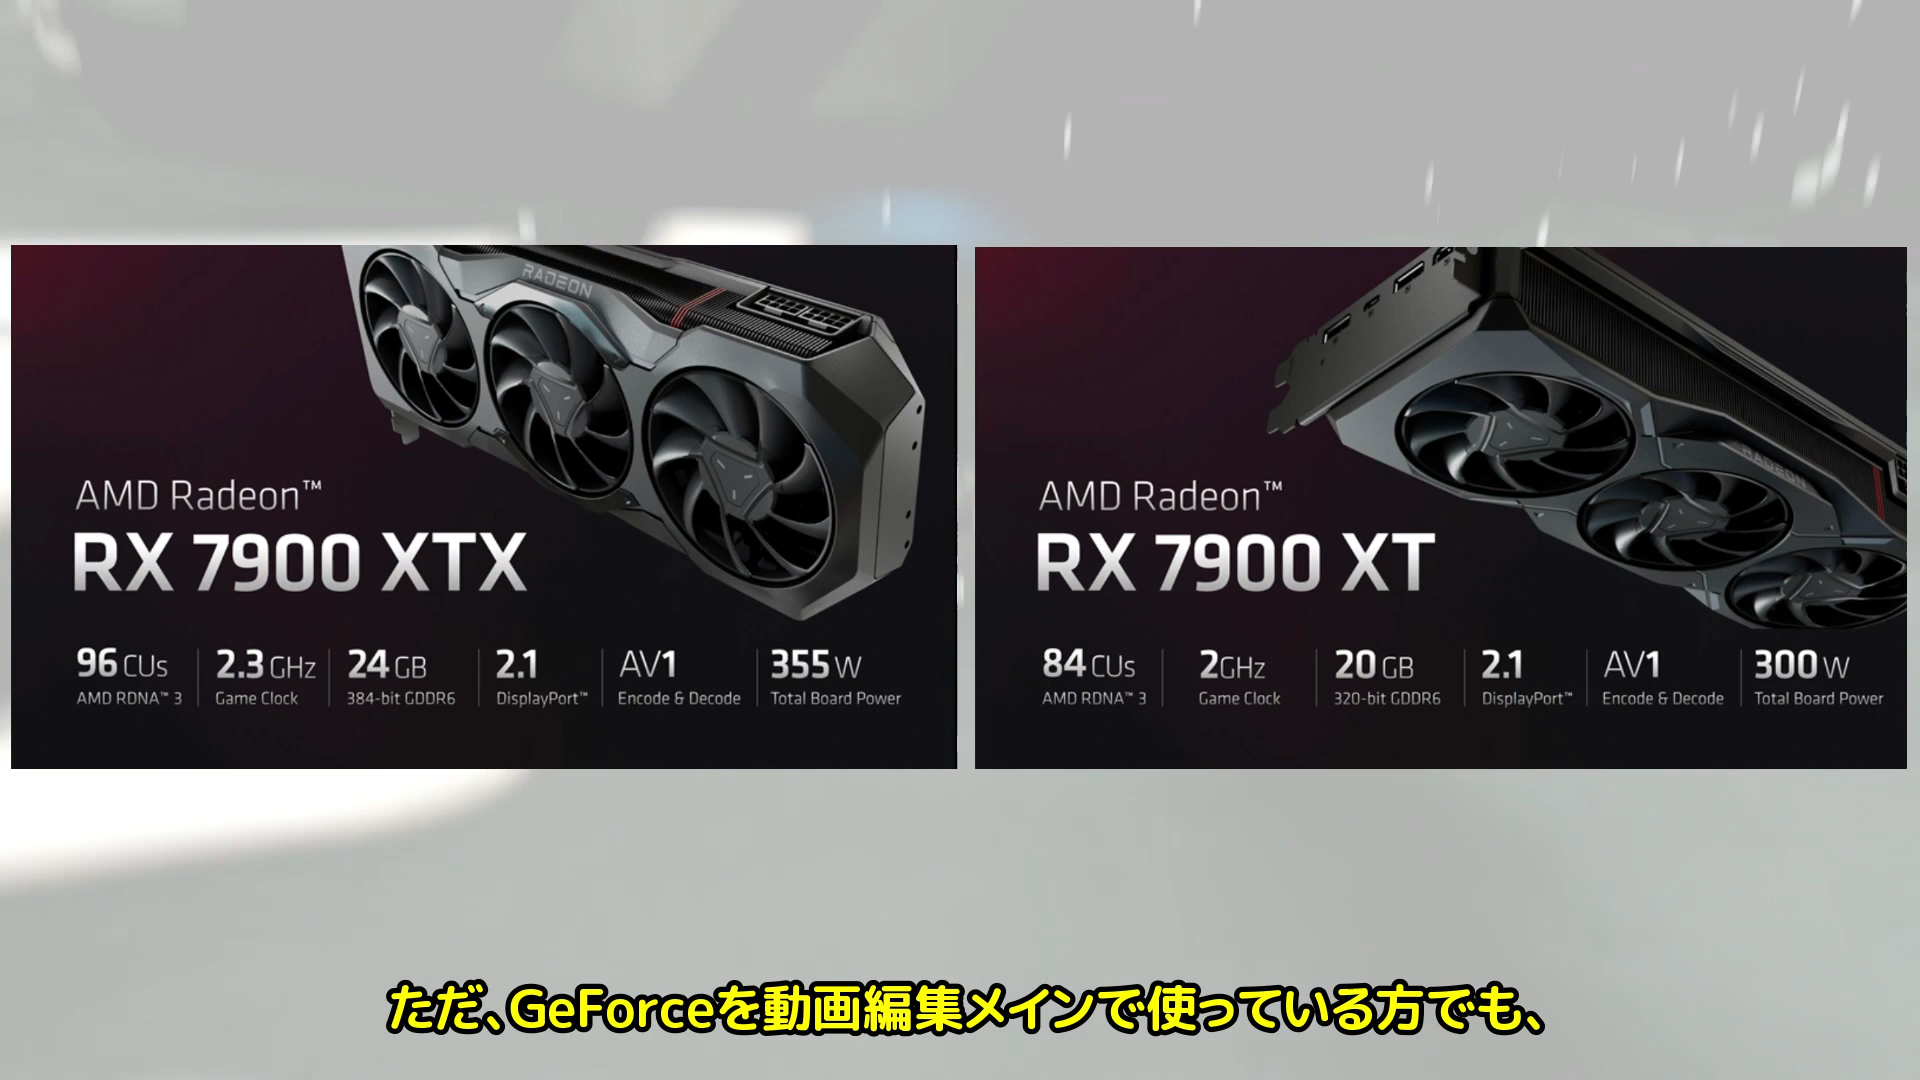 RADEON
AMD Radeon™
RX 7900 XTX
96 CUs
AMD RDNA™ 3
2.3 GHz
Game Clock
24 GB
384-bit GDDR6
2.1
DisplayPort™
AV1
Encode & Decode
355 W
Total Board Power
RADEON
AMD Radeon™
RX 7900 XT
84 CUs
AMD RDNA™ 3
2GHz
Game Clock
20 GB
320-bit GDDR6
2.1
DisplayPort™
AV1
Encode & Decode
300 W
Total Board Power
ただ、GeForceを動画編集メインで使っている方でも、